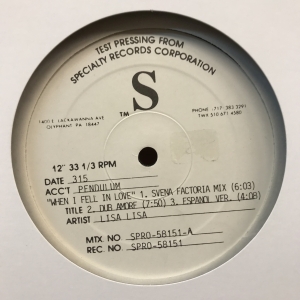 TEST PRESSING FROM
SPECIALTY RECORDS CORPORATION
1400 E. LACKAWANNA AVE.
OLYPHANT, PA 18447
S
TM
PHONE: 717 383 3291
TWX 510 671 4580
12" 33 1/3 RPM
DATE 315
ACC'T PENDULUM
"WHEN I FELL IN LOVE" 1. SVENA FACTORIA MIX (6:03)
TITLE 2. DUB AMORE (7:50) 3. ESPANOL VER. (4:08)
ARTIST LISA LISA
MTX. NO SPRO-58151-A
REC. NO. SPRO-58151